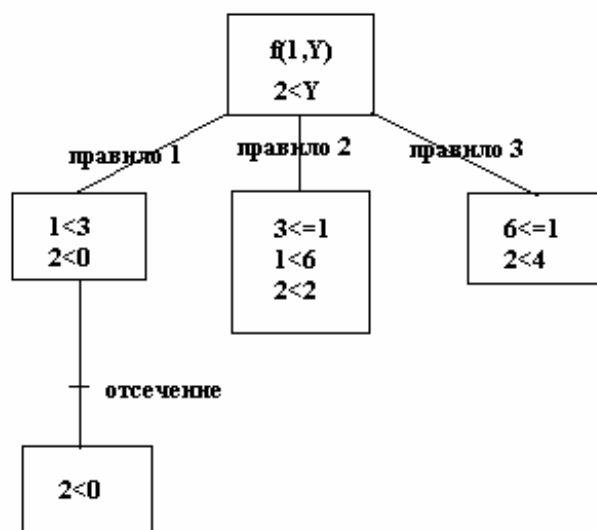 f(1,Y)
2<Y
правило 1
правило 2
правило 3
1<3
2<0
3<=1
1<6
2<2
6<=1
2<4
отсечение
2<0